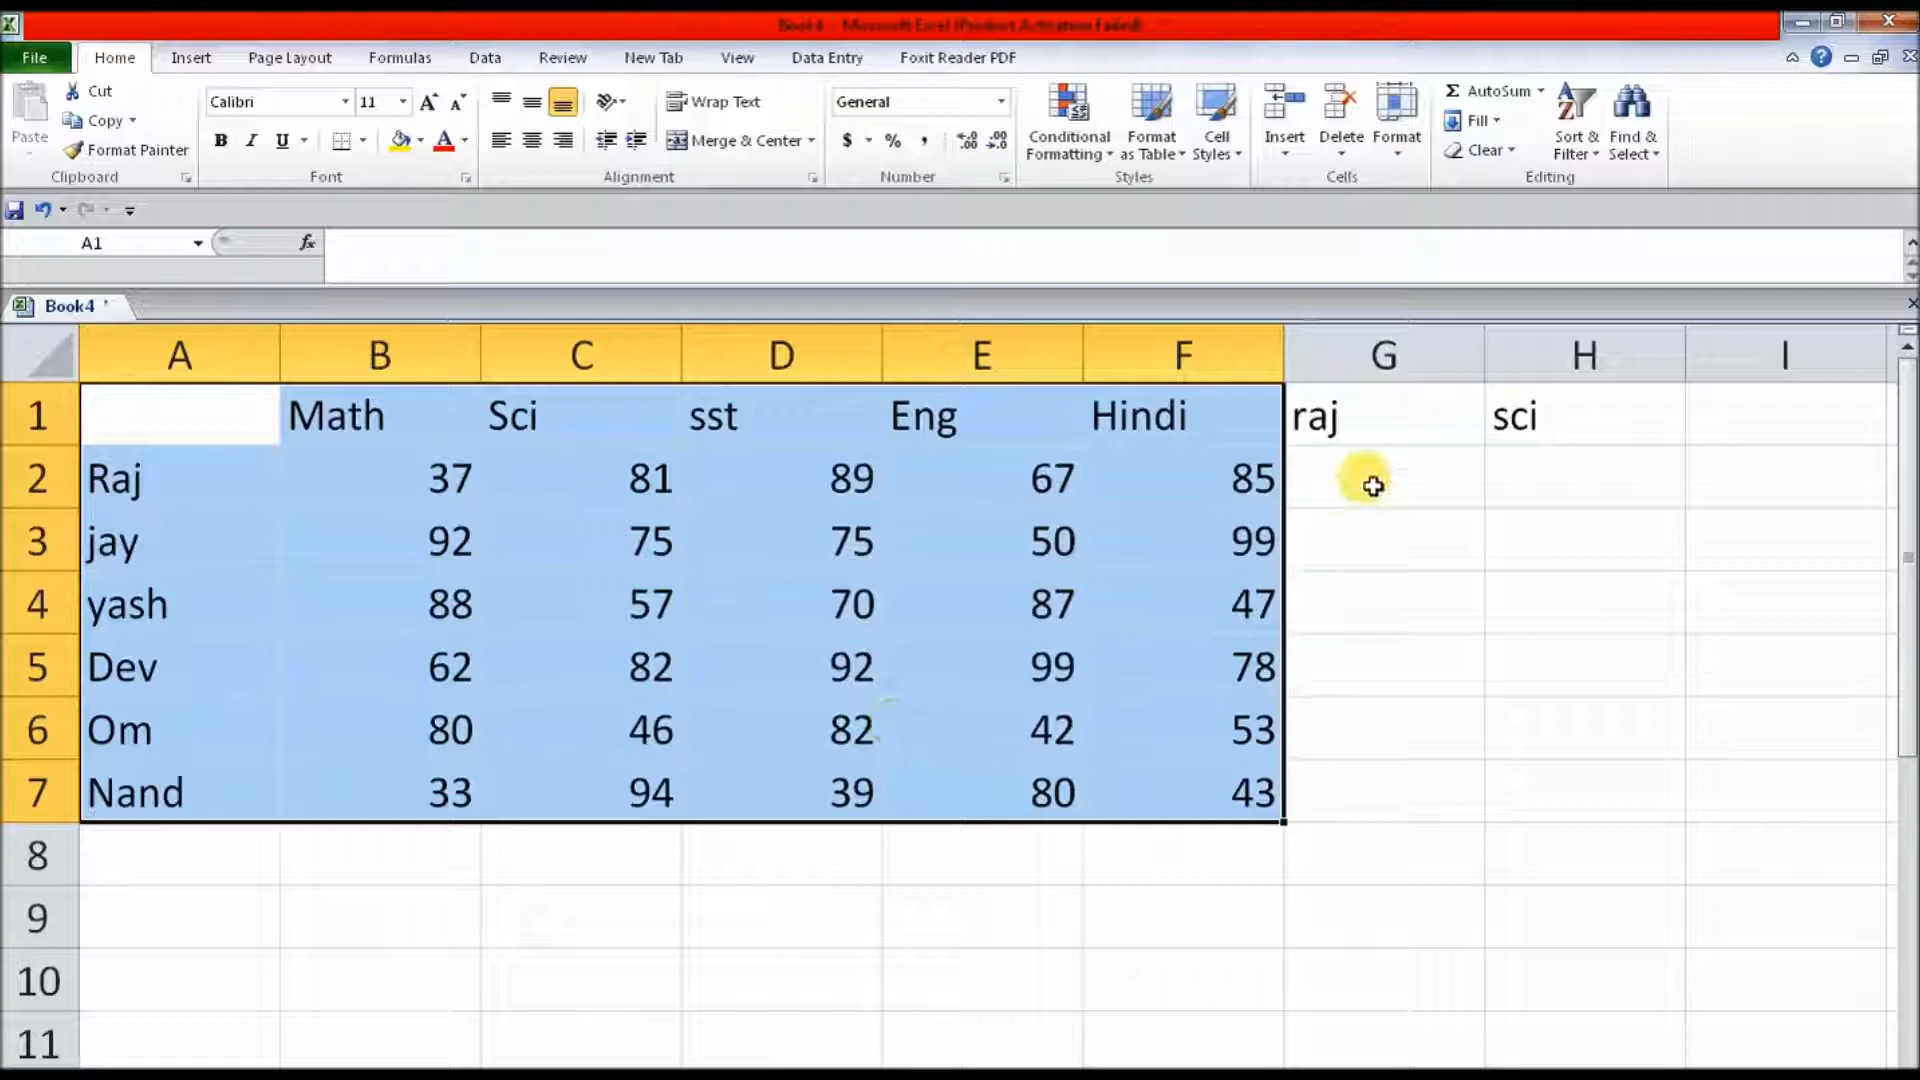 Book4 - Microsoft Excel (Product Activation Failed)
File Home Insert Page Layout Formulas Data Review New Tab View Data Entry Foxit Reader PDF
Paste
Cut
Copy
Format Painter
Clipboard
Calibri 11
B I U
Font
Wrap Text
Merge & Center
Alignment
General
$ % ,
Number
Conditional Formatting
Format as Table
Cell Styles
Styles
Insert Delete Format
Cells
Σ AutoSum
Fill
Clear
Sort & Filter
Find & Select
Editing
A1 fx
Book4 *
A B C D E F G H I
1 Math Sci sst Eng Hindi raj sci
2 Raj 37 81 89 67 85
3 jay 92 75 75 50 99
4 yash 88 57 70 87 47
5 Dev 62 82 92 99 78
6 Om 80 46 82 42 53
7 Nand 33 94 39 80 43
8
9
10
11